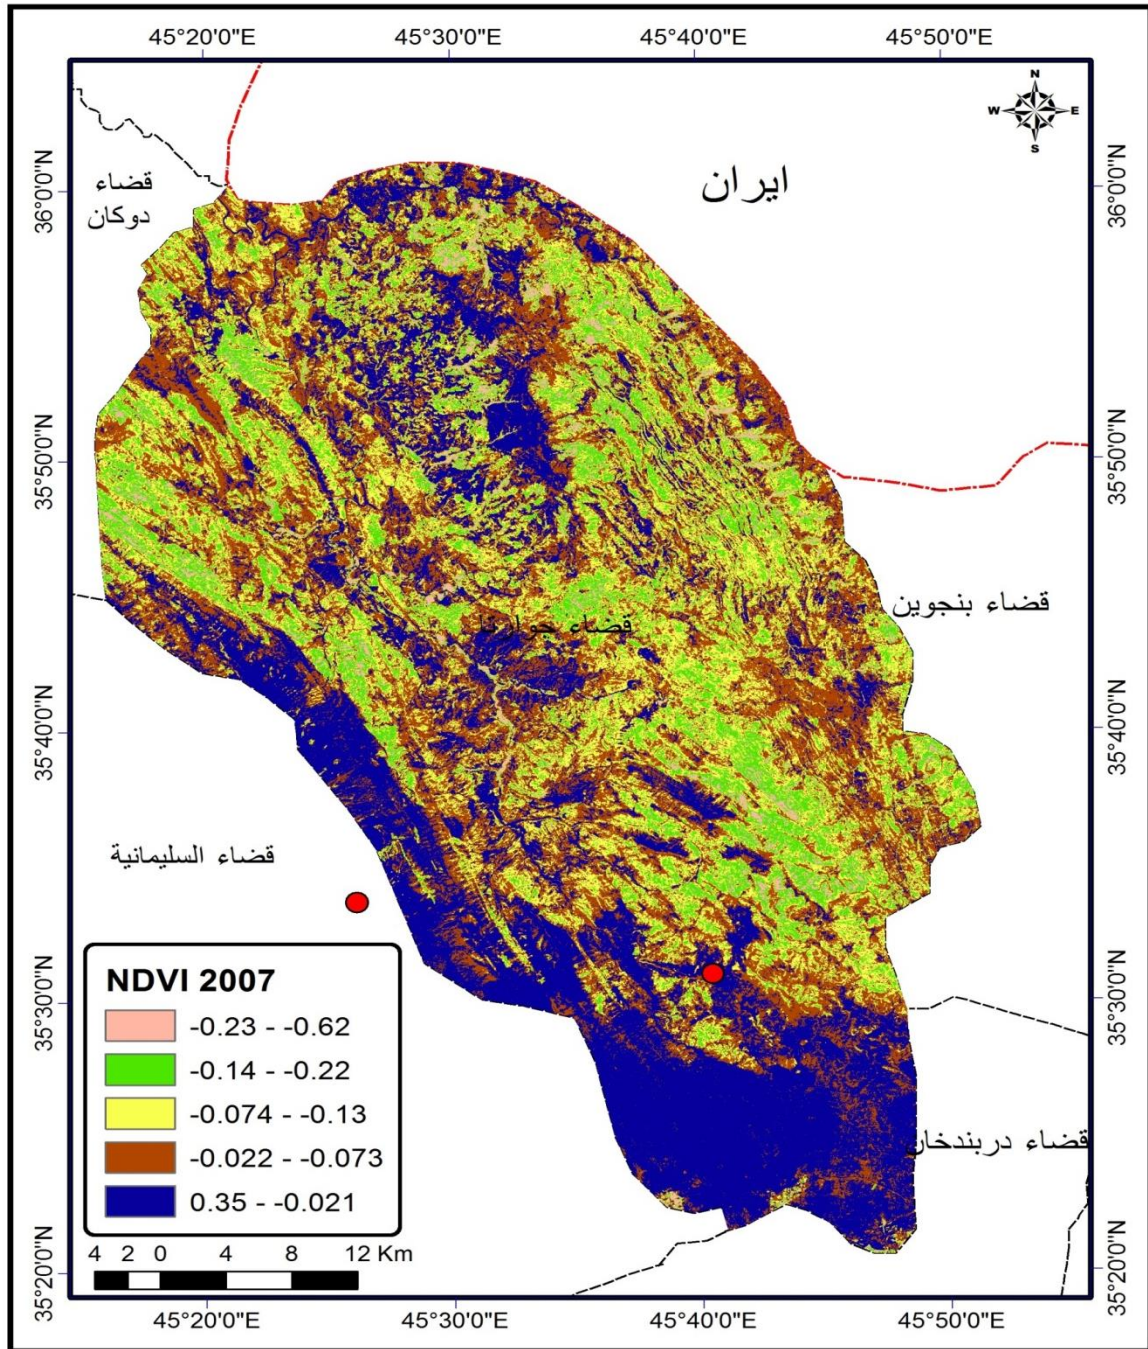 45°20'0"E 45°30'0"E 45°40'0"E 45°50'0"E
N
W E
S
36°0'0"N
36°0'0"N
قضاء
دوكان
ايران
35°50'0"N
35°50'0"N
قضاء بنجوين
قضاء جوارتا
35°40'0"N
35°40'0"N
قضاء السليمانية
35°30'0"N
35°30'0"N
NDVI 2007
-0.23 - -0.62
-0.14 - -0.22
-0.074 - -0.13
-0.022 - -0.073
0.35 - -0.021
قضاء دربندخان
4 2 0 4 8 12 Km
35°20'0"N
35°20'0"N
45°20'0"E 45°30'0"E 45°40'0"E 45°50'0"E